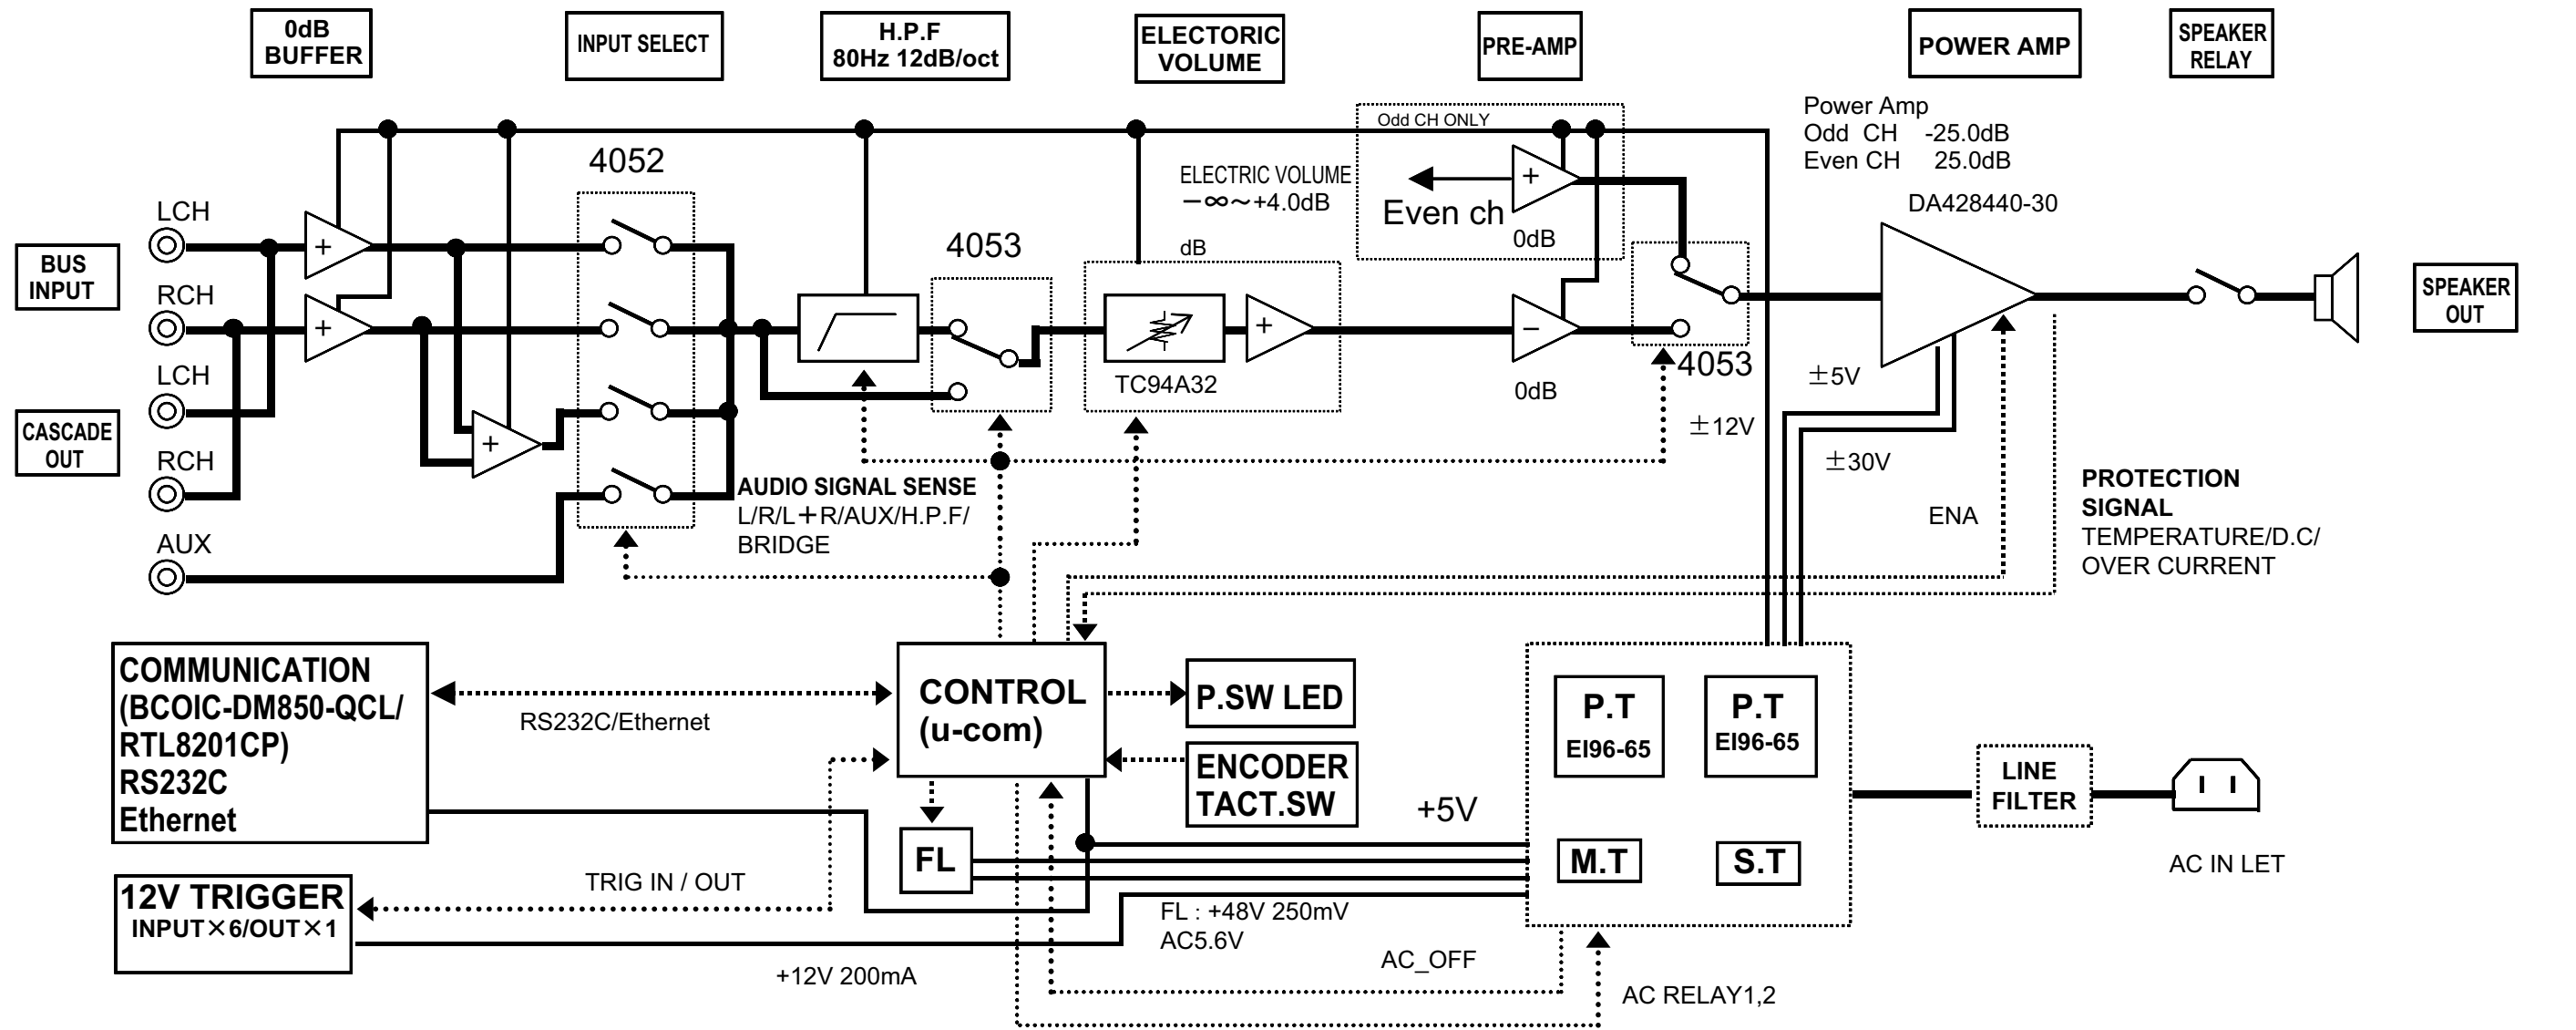 0dB
BUFFER
INPUT SELECT
H.P.F
80Hz 12dB/oct
ELECTORIC
VOLUME
PRE-AMP
POWER AMP
SPEAKER
RELAY
Power Amp
Odd CH -25.0dB
Even CH 25.0dB
DA428440-30
Odd CH ONLY
4052
ELECTRIC VOLUME
－∞～+4.0dB
+
Even ch
0dB
dB
LCH
BUS
INPUT
RCH
LCH
CASCADE
OUT
RCH
AUX
+
+
+
4053
TC94A32
+
−
0dB
4053
±12V
±5V
±30V
ENA
SPEAKER
OUT
PROTECTION
SIGNAL
TEMPERATURE/D.C/
OVER CURRENT
AUDIO SIGNAL SENSE
L/R/L＋R/AUX/H.P.F/
BRIDGE
COMMUNICATION
(BCOIC-DM850-QCL/
RTL8201CP)
RS232C
Ethernet
RS232C/Ethernet
CONTROL
(u-com)
P.SW LED
ENCODER
TACT.SW
FL
+5V
P.T
EI96-65
P.T
EI96-65
M.T
S.T
LINE
FILTER
AC IN LET
12V TRIGGER
INPUT×6/OUT×1
TRIG IN / OUT
+12V 200mA
FL : +48V 250mV
AC5.6V
AC_OFF
AC RELAY1,2